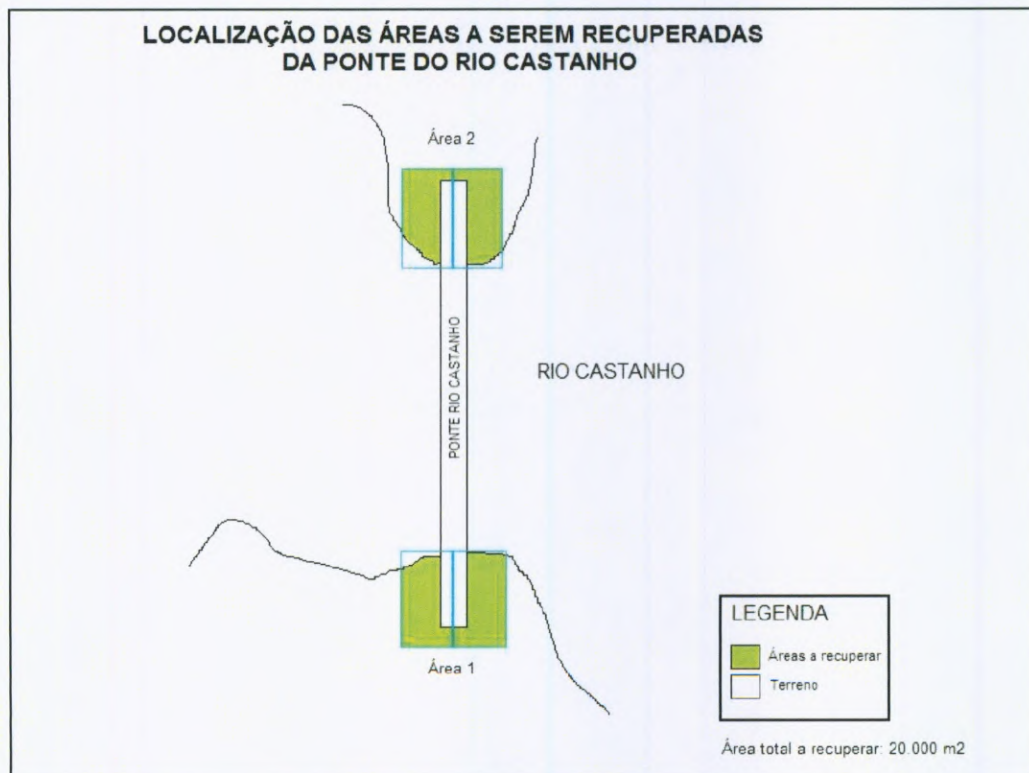 LOCALIZAÇÃO DAS ÁREAS A SEREM RECUPERADAS
DA PONTE DO RIO CASTANHO
Área 2
PONTE RIO CASTANHO
RIO CASTANHO
Área 1
LEGENDA
Áreas a recuperar
Terreno
Área total a recuperar: 20.000 m2